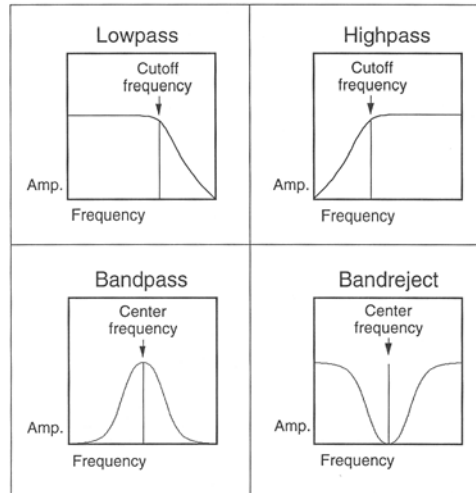 Lowpass
Cutoff
frequency
Amp.
Frequency
Highpass
Cutoff
frequency
Amp.
Frequency
Bandpass
Center
frequency
Amp.
Frequency
Bandreject
Center
frequency
Amp.
Frequency